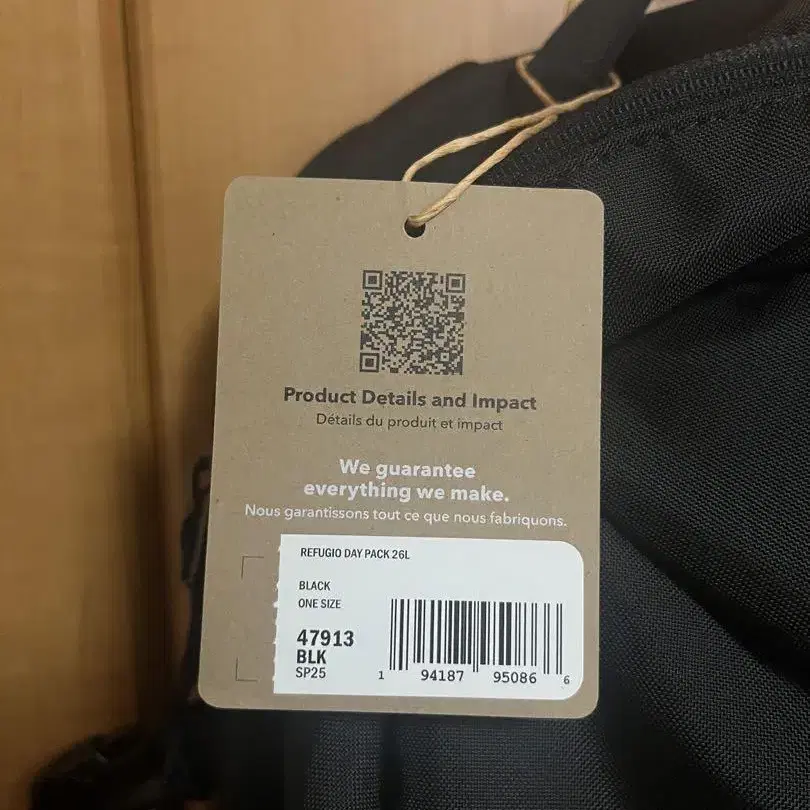 Product Details and Impact
Détails du produit et impact
We guarantee
everything we make.
Nous garantissons tout ce que nous fabriquons.
REFUGIO DAY PACK 26L
BLACK
ONE SIZE
47913
BLK
SP25
1 94187 95086 6